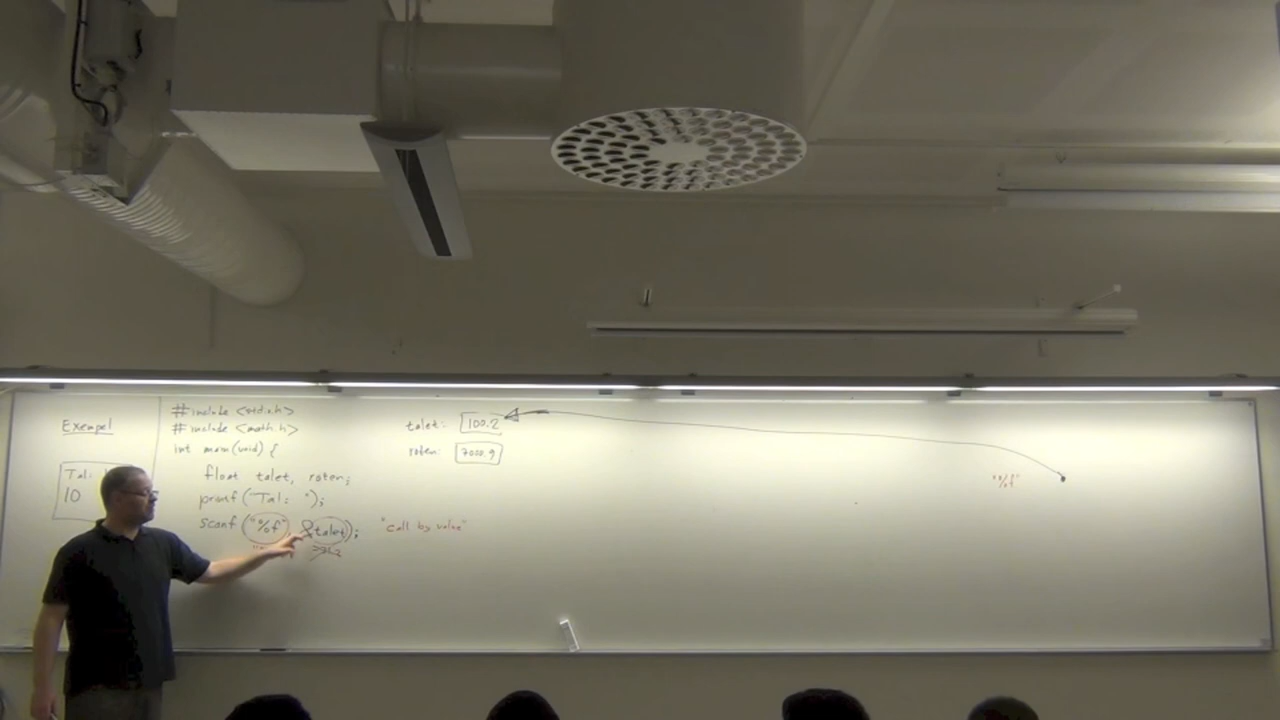 Exempel
Tal:
10
#include <stdio.h>
#include <math.h>
int main(void) {
float talet, roten;
printf("Tal: ");
scanf("%f", &talet);
"call by value"
talet: 100.2
roten: 7000.9
"%f"